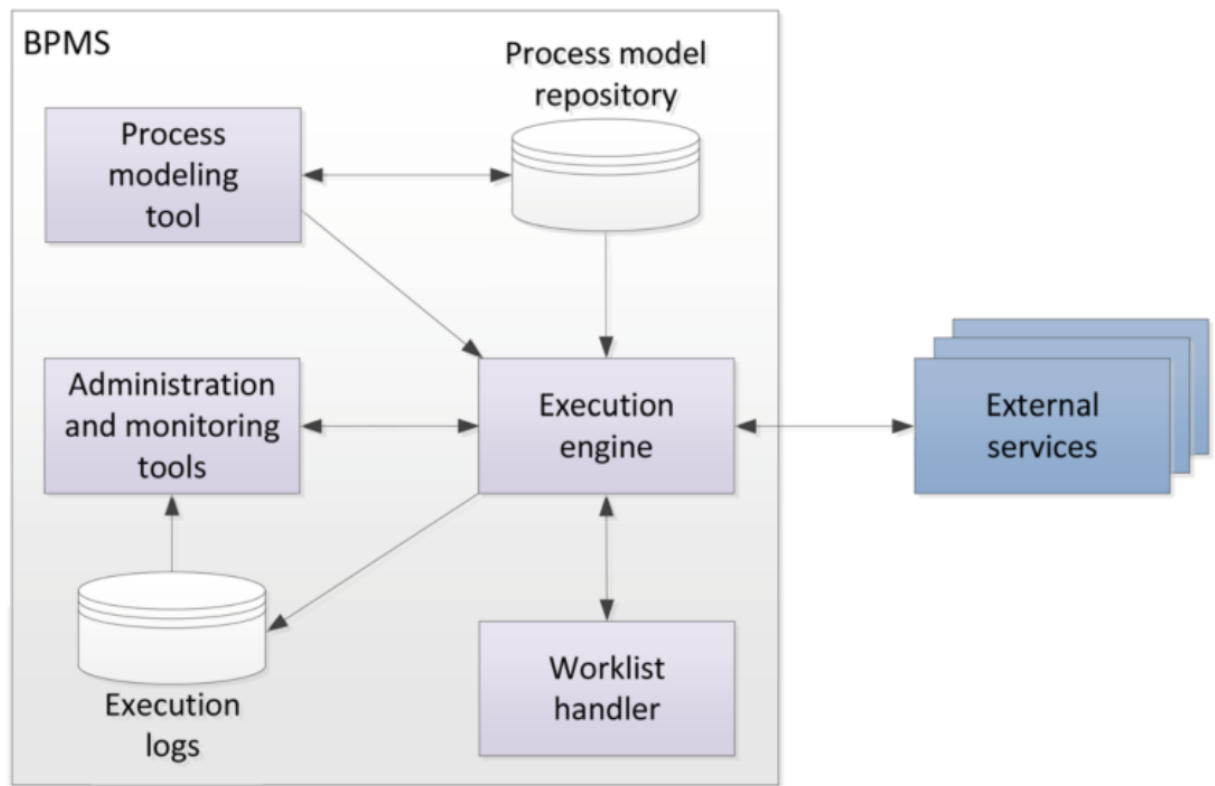 BPMS
Process model
repository
Process
modeling
tool
Administration
and monitoring
tools
Execution
engine
External
services
Execution
logs
Worklist
handler